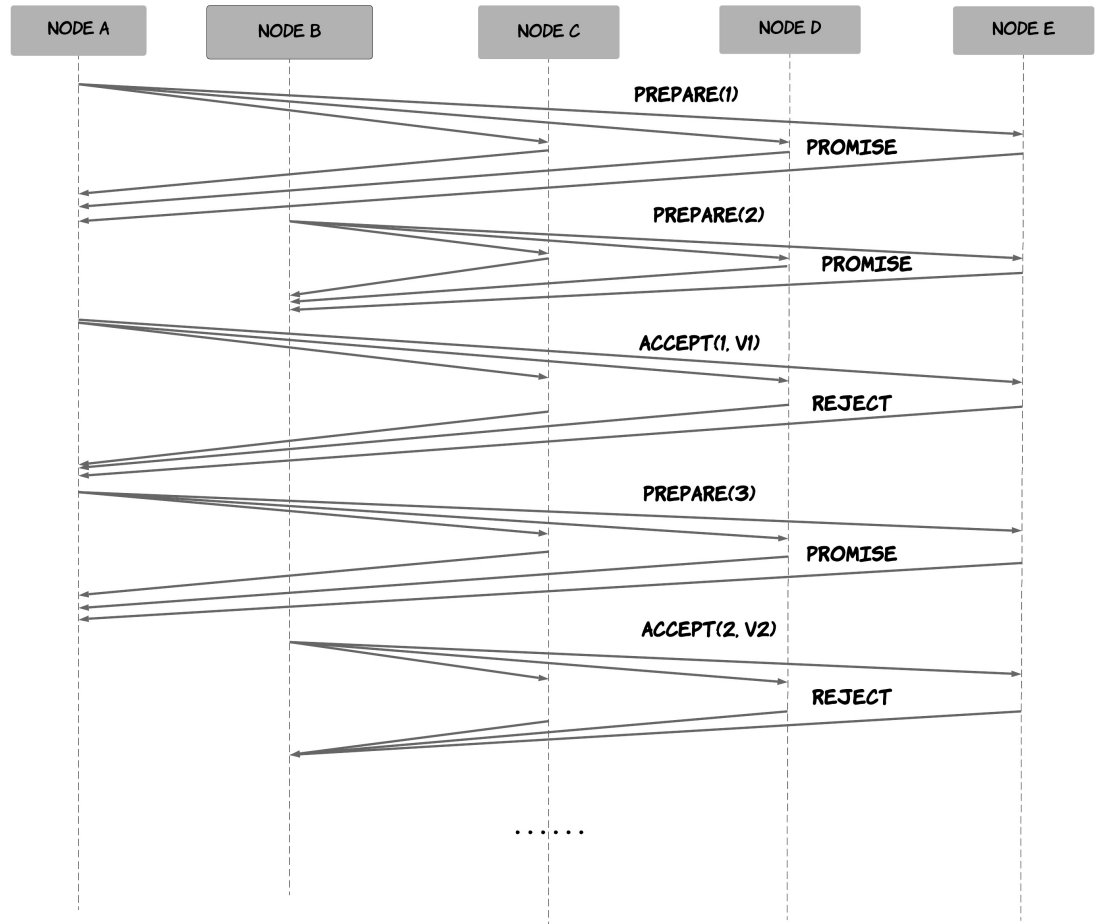 NODE A
NODE B
NODE C
NODE D
NODE E
PREPARE(1)
PROMISE
PREPARE(2)
PROMISE
ACCEPT(1, V1)
REJECT
PREPARE(3)
PROMISE
ACCEPT(2, V2)
REJECT
......